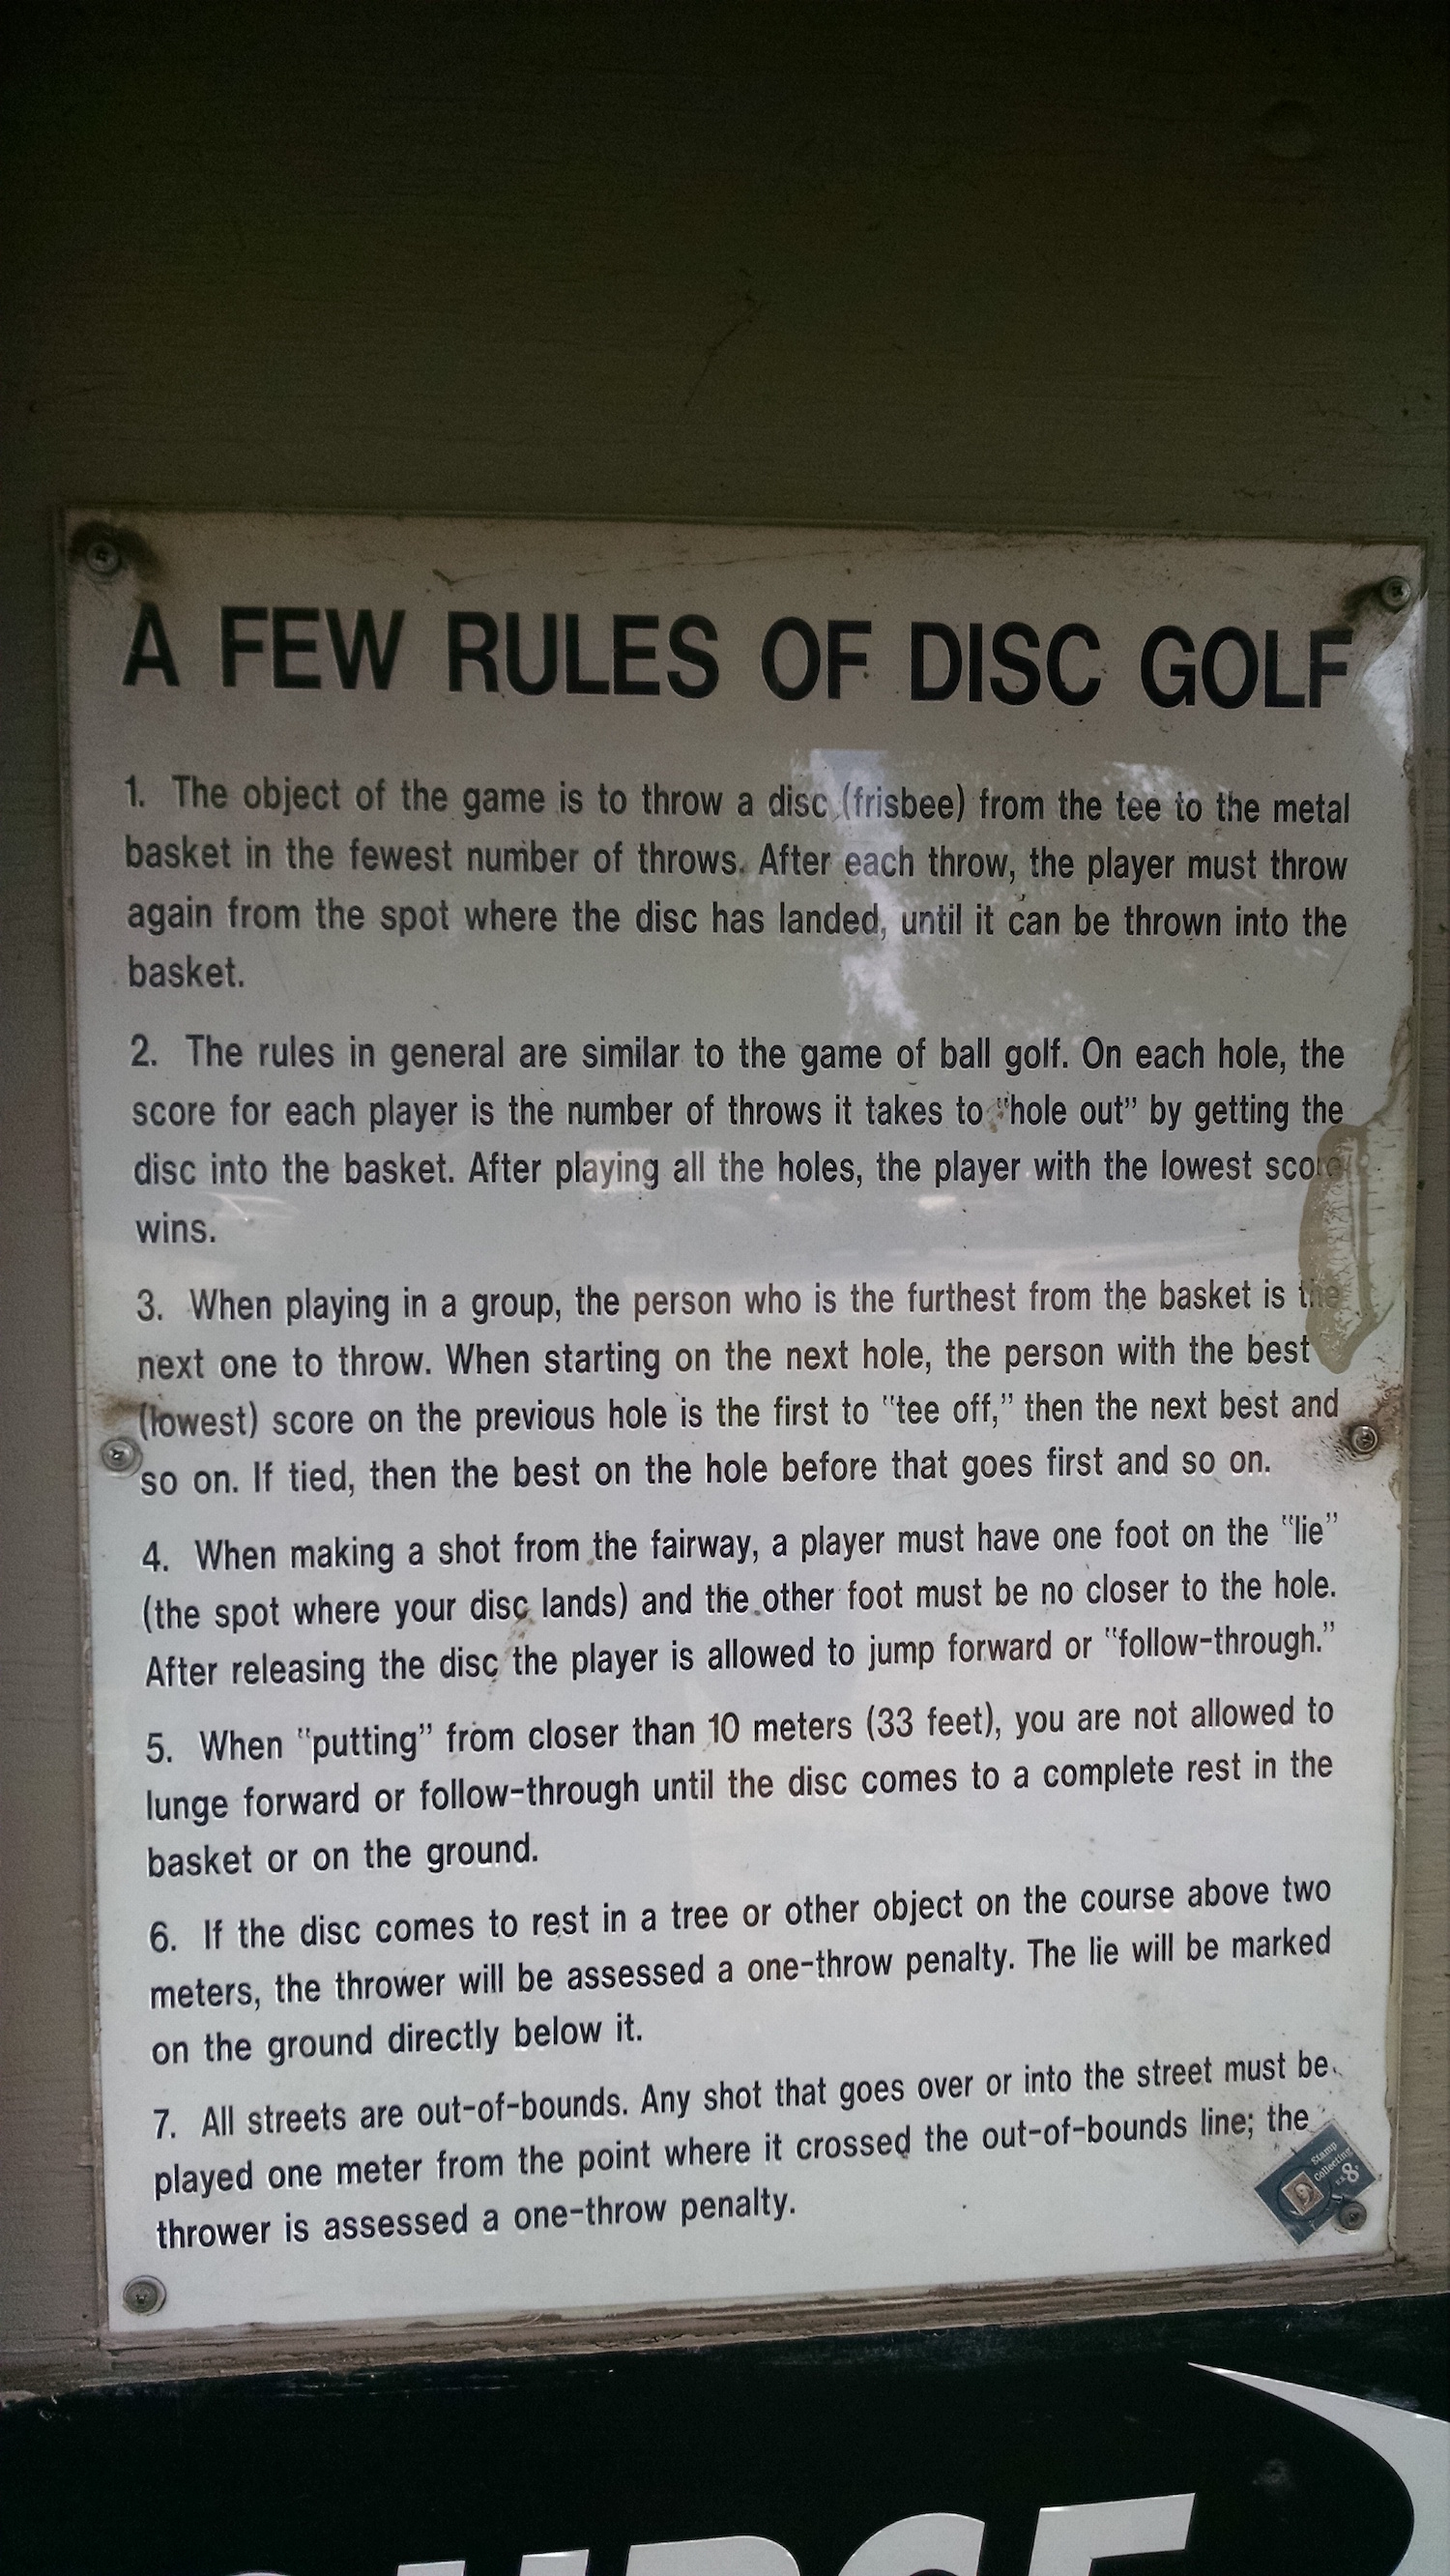 A FEW RULES OF DISC GOLF
1. The object of the game is to throw a disc (frisbee) from the tee to the metal
basket in the fewest number of throws. After each throw, the player must throw
again from the spot where the disc has landed, until it can be thrown into the
basket.
2. The rules in general are similar to the game of ball golf. On each hole, the
score for each player is the number of throws it takes to "hole out" by getting the
disc into the basket. After playing all the holes, the player with the lowest score
wins.
3. When playing in a group, the person who is the furthest from the basket is the
next one to throw. When starting on the next hole, the person with the best
(lowest) score on the previous hole is the first to "tee off," then the next best and
so on. If tied, then the best on the hole before that goes first and so on.
4. When making a shot from the fairway, a player must have one foot on the "lie"
(the spot where your disc lands) and the other foot must be no closer to the hole.
After releasing the disc the player is allowed to jump forward or "follow-through."
5. When "putting" from closer than 10 meters (33 feet), you are not allowed to
lunge forward or follow-through until the disc comes to a complete rest in the
basket or on the ground.
6. If the disc comes to rest in a tree or other object on the course above two
meters, the thrower will be assessed a one-throw penalty. The lie will be marked
on the ground directly below it.
7. All streets are out-of-bounds. Any shot that goes over or into the street must be
played one meter from the point where it crossed the out-of-bounds line; the
thrower is assessed a one-throw penalty.
Stamp
Collecting
U.S. 8¢